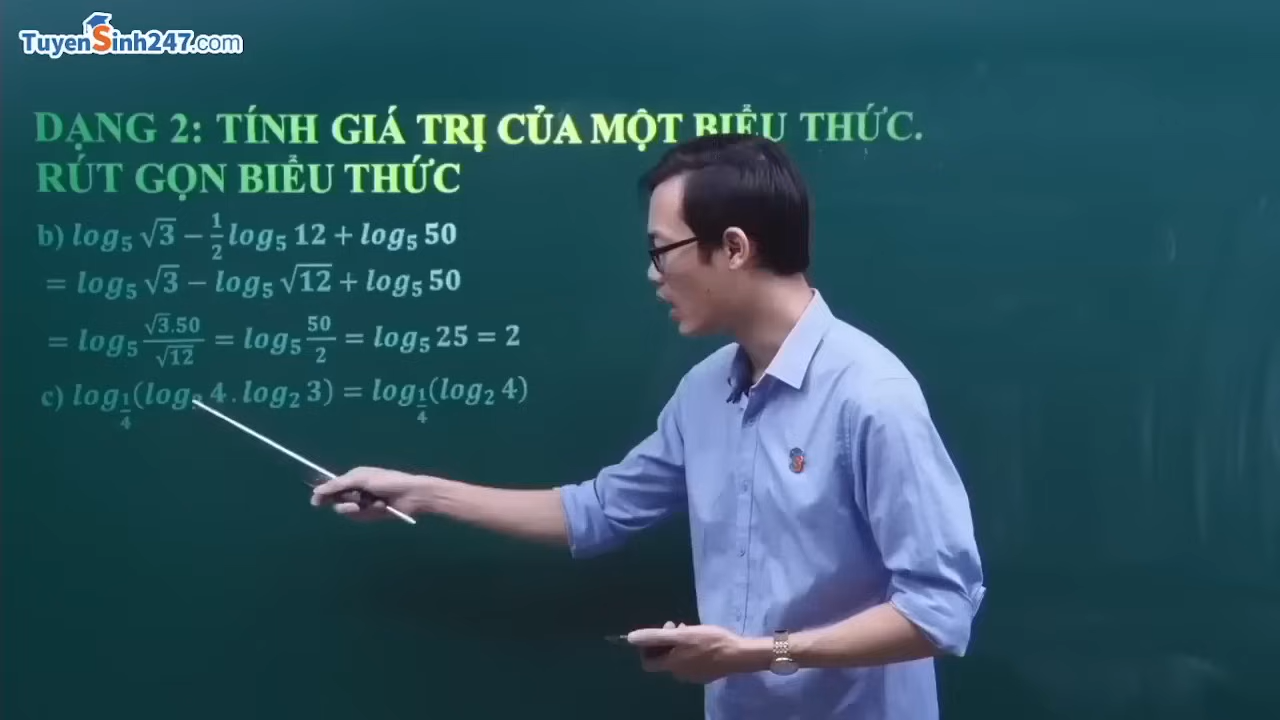 TuyenSinh247.com
DẠNG 2: TÍNH GIÁ TRỊ CỦA MỘT BIỂU THỨC.
RÚT GỌN BIỂU THỨC
b) log₅ √3 − 1/2 log₅ 12 + log₅ 50
= log₅ √3 − log₅ √12 + log₅ 50
= log₅ √3.50/√12 = log₅ 50/2 = log₅ 25 = 2
c) log_1/4 (log 4 . log₂ 3) = log_1/4 (log₂ 4)